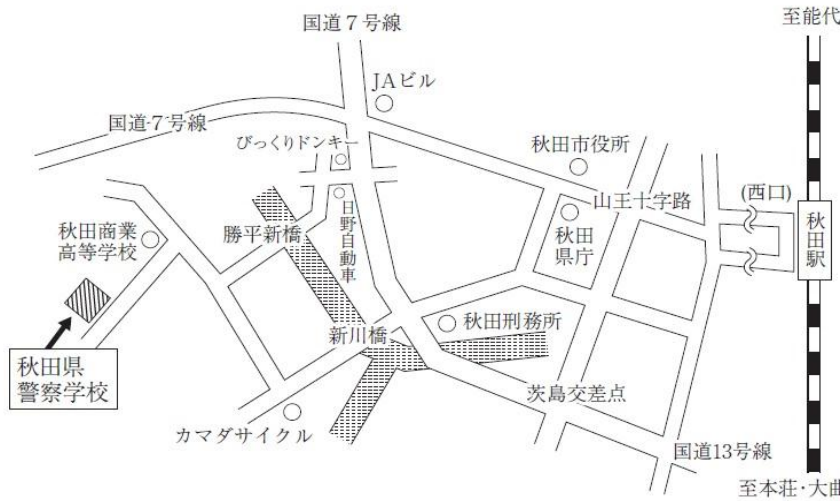 国道７号線
至能代
JAビル
国道７号線
びっくりドンキー
秋田市役所
(西口)
山王十字路
秋田商業
高等学校
勝平新橋
日野自動車
秋田
県庁
秋田駅
新川橋
秋田刑務所
秋田県
警察学校
茨島交差点
カマダサイクル
国道13号線
至本荘・大曲